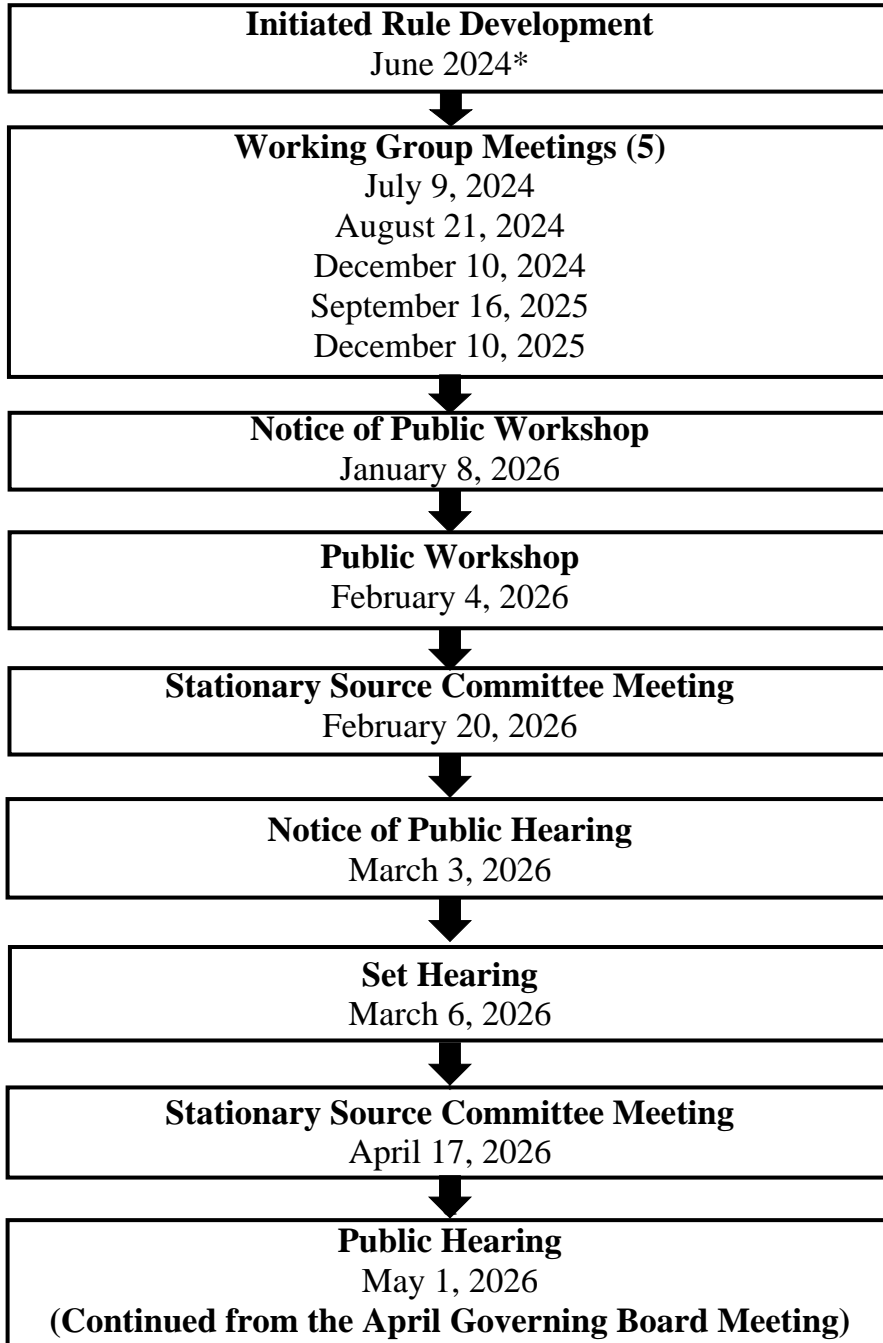 Initiated Rule Development
June 2024*
Working Group Meetings (5)
July 9, 2024
August 21, 2024
December 10, 2024
September 16, 2025
December 10, 2025
Notice of Public Workshop
January 8, 2026
Public Workshop
February 4, 2026
Stationary Source Committee Meeting
February 20, 2026
Notice of Public Hearing
March 3, 2026
Set Hearing
March 6, 2026
Stationary Source Committee Meeting
April 17, 2026
Public Hearing
May 1, 2026
(Continued from the April Governing Board Meeting)